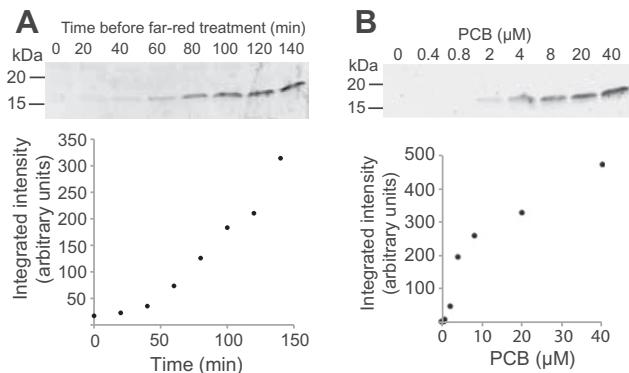 A
Time before far-red treatment (min)
kDa 0 20 40 60 80 100 120 140
20
15
Integrated intensity
(arbitrary units)
350
300
250
200
150
100
50
0 50 100 150
Time (min)
B
PCB (µM)
0 0.4 0.8 2 4 8 20 40
kDa
20
15
Integrated intensity
(arbitrary units)
500
400
300
200
100
0 10 20 30 40
PCB (µM)